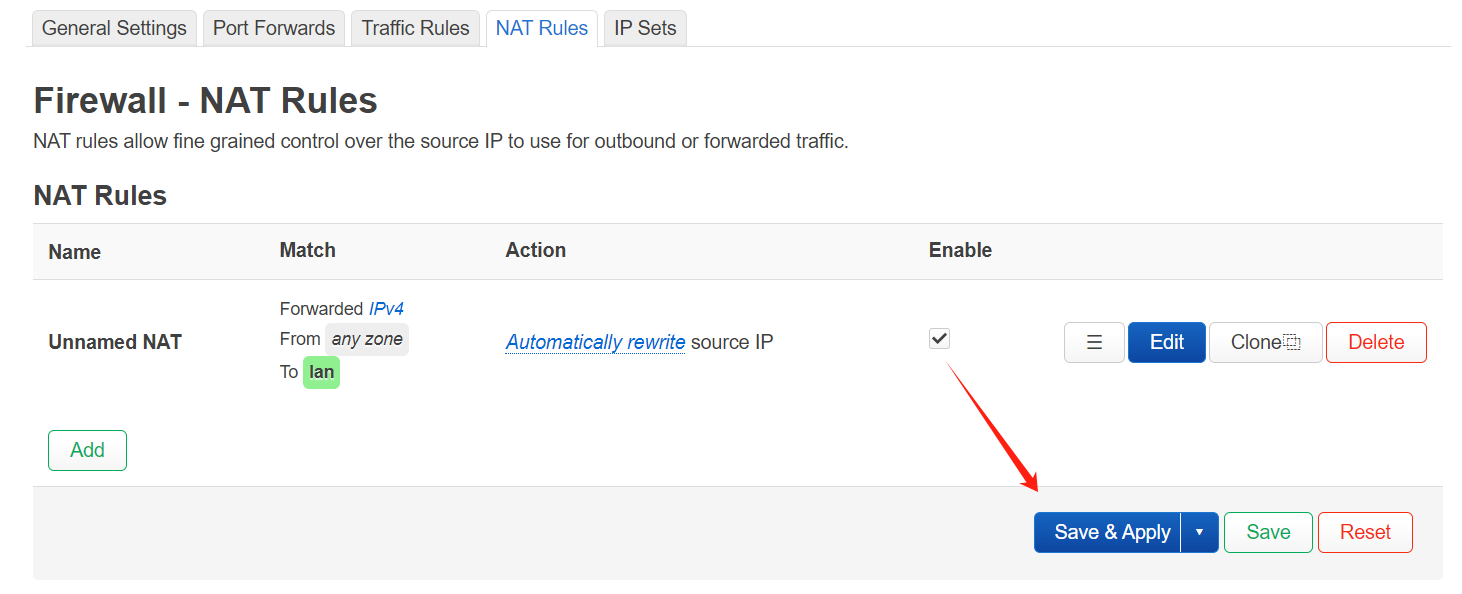 General Settings Port Forwards Traffic Rules NAT Rules IP Sets
Firewall - NAT Rules
NAT rules allow fine grained control over the source IP to use for outbound or forwarded traffic.
NAT Rules
Name Match Action Enable
Forwarded IPv4
From any zone
To lan
Unnamed NAT
Automatically rewrite source IP
☰ Edit Clone⿻ Delete
Add
Save & Apply ▾ Save Reset